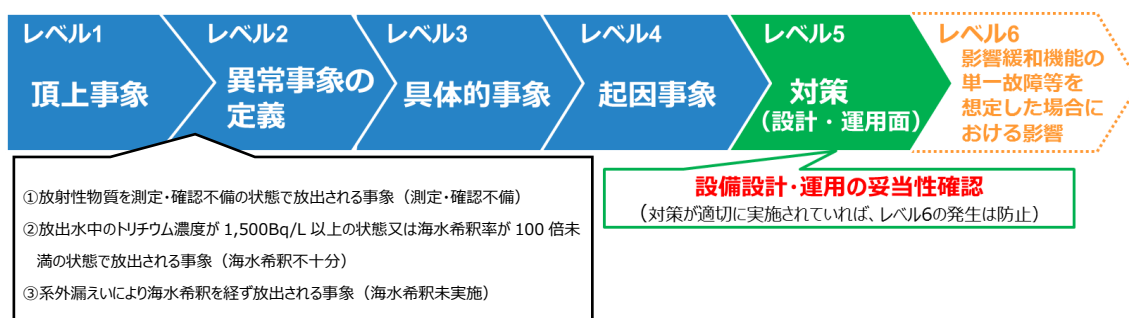 レベル1
頂上事象
レベル2
異常事象の
定義
レベル3
具体的事象
レベル4
起因事象
レベル5
対策
（設計・運用面）
レベル6
影響緩和機能の
単一故障等を
想定した場合に
おける影響
①放射性物質を測定・確認不備の状態で放出される事象（測定・確認不備）
②放出水中のトリチウム濃度が 1,500Bq/L 以上の状態又は海水希釈率が 100 倍未
満の状態で放出される事象（海水希釈不十分）
③系外漏えいにより海水希釈を経ず放出される事象（海水希釈未実施）
設備設計・運用の妥当性確認
（対策が適切に実施されていれば、レベル6の発生は防止）